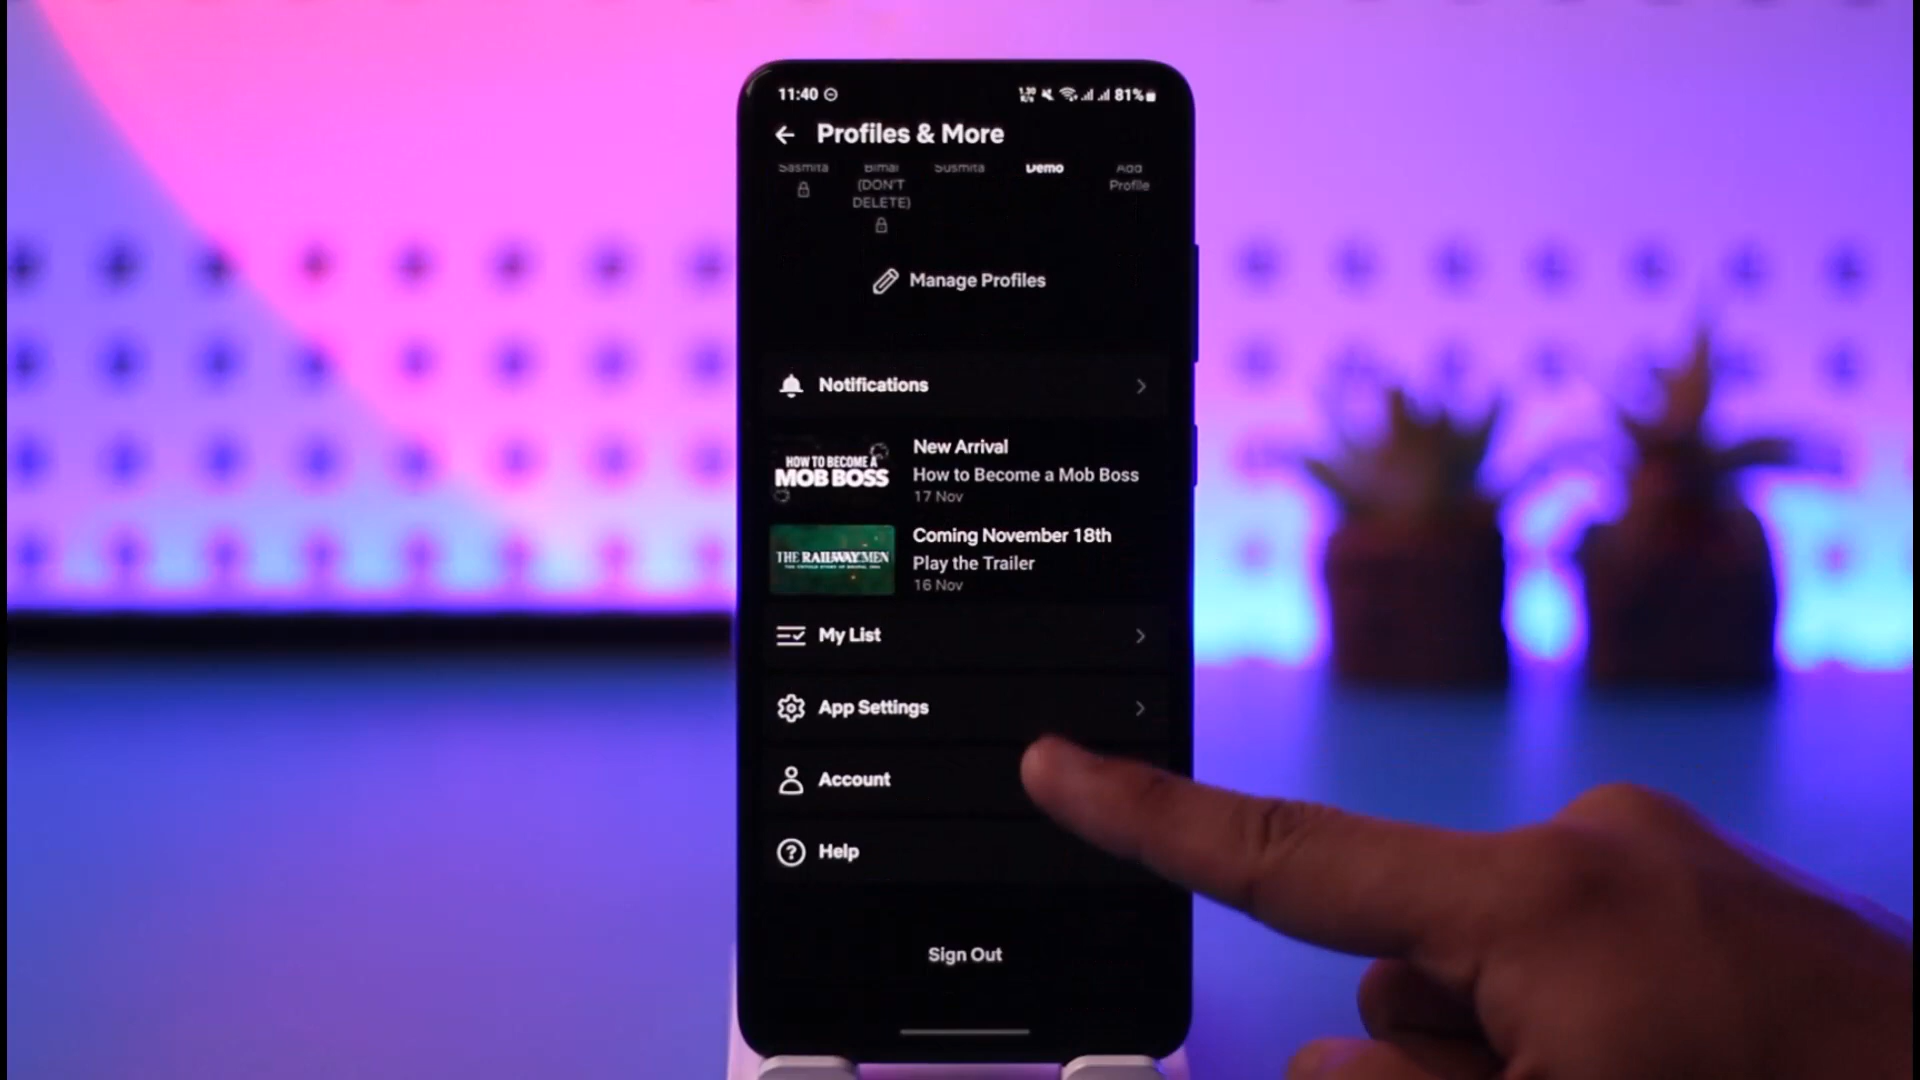 11:40 81%
Profiles & More
Sasmita Bimal Susmita Demo Add
(DON'T Profile
DELETE)
Manage Profiles
Notifications
HOW TO BECOME A
MOB BOSS
New Arrival
How to Become a Mob Boss
17 Nov
THE RAILWAY MEN
Coming November 18th
Play the Trailer
16 Nov
My List
App Settings
Account
Help
Sign Out